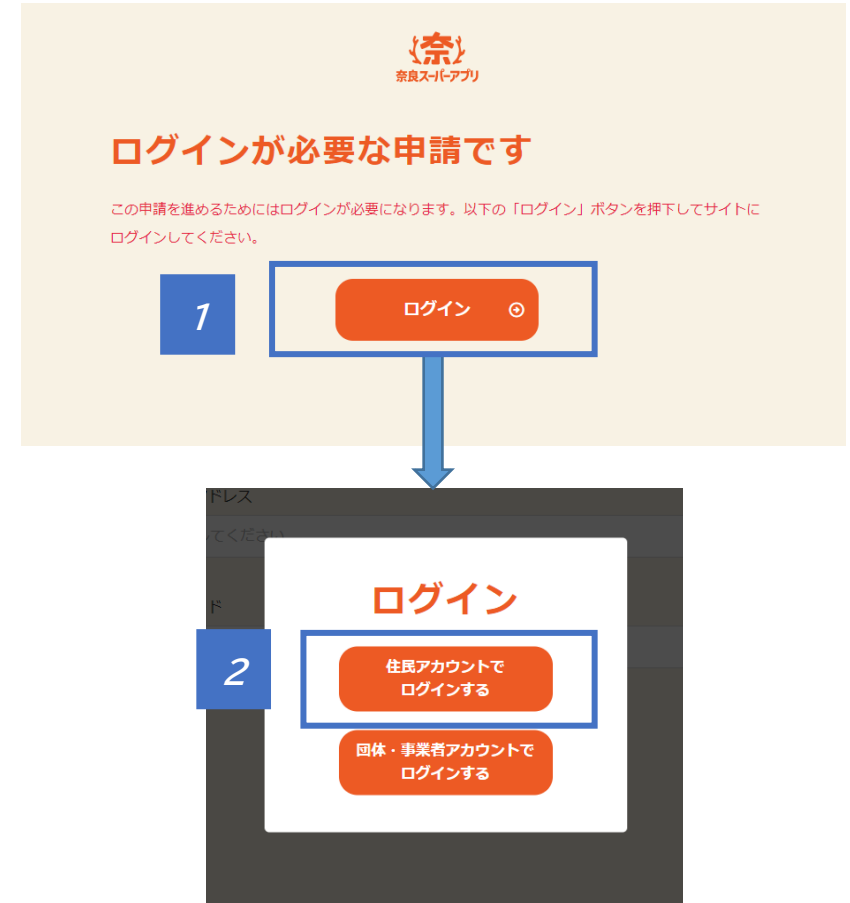 奈
奈良スーパーアプリ
ログインが必要な申請です
この申請を進めるためにはログインが必要になります。以下の「ログイン」ボタンを押下してサイトに
ログインしてください。
1
ログイン
ドレス
てください
ログイン
ド
2
住民アカウントで
ログインする
団体・事業者アカウントで
ログインする